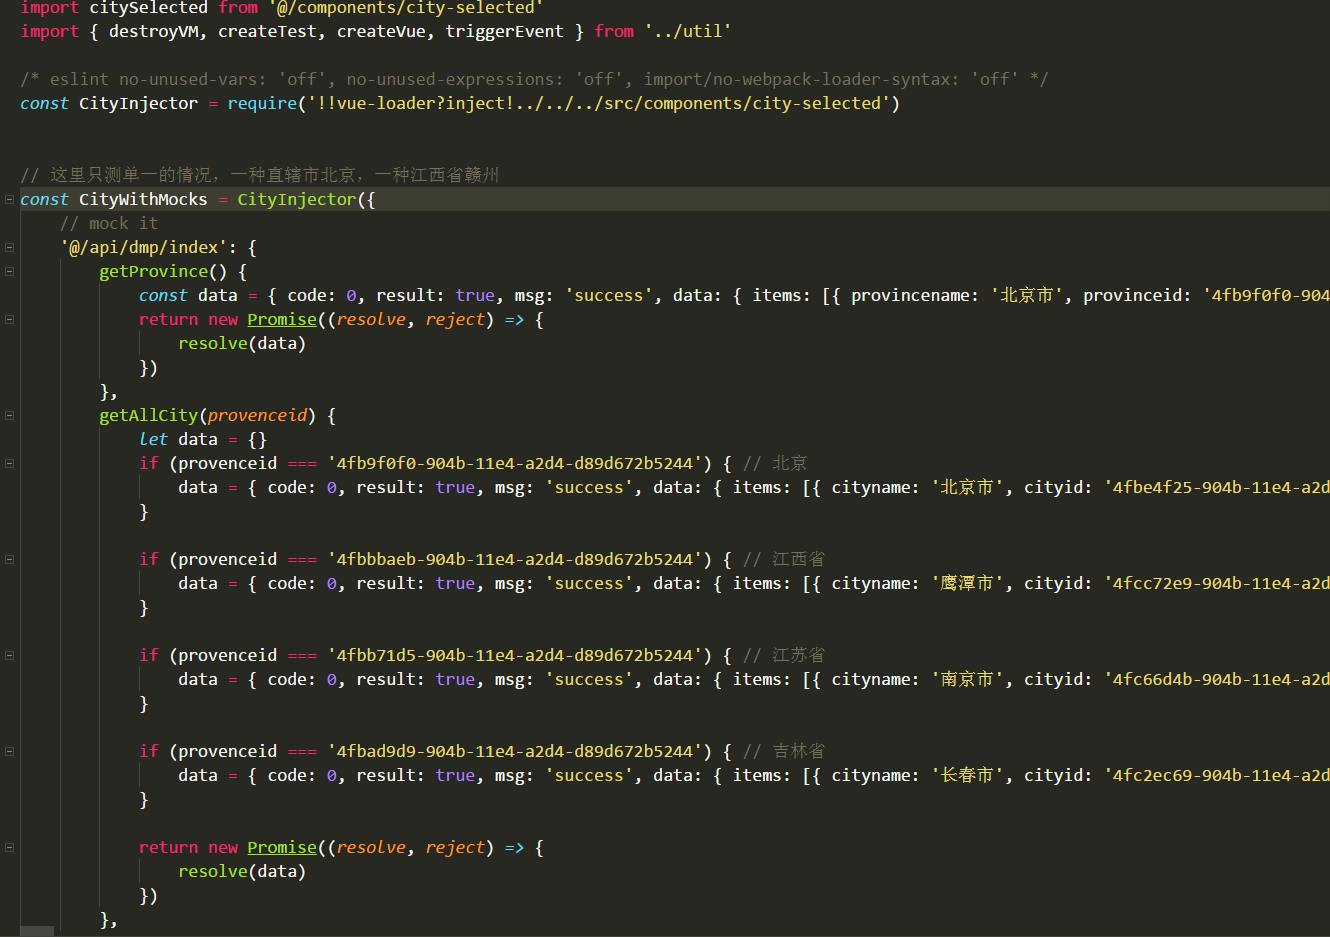 import citySelected from '@/components/city-selected'
import { destroyVM, createTest, createVue, triggerEvent } from '../util'
/* eslint no-unused-vars: 'off', no-unused-expressions: 'off', import/no-webpack-loader-syntax: 'off' */
const CityInjector = require('!!vue-loader?inject!../../../src/components/city-selected')
// 这里只测单一的情况，一种直辖市北京，一种江西省赣州
const CityWithMocks = CityInjector({
// mock it
'@/api/dmp/index': {
getProvince() {
const data = { code: 0, result: true, msg: 'success', data: { items: [{ provincename: '北京市', provinceid: '4fb9f0f0-904
return new Promise((resolve, reject) => {
resolve(data)
})
},
getAllCity(provenceid) {
let data = {}
if (provenceid === '4fb9f0f0-904b-11e4-a2d4-d89d672b5244') { // 北京
data = { code: 0, result: true, msg: 'success', data: { items: [{ cityname: '北京市', cityid: '4fbe4f25-904b-11e4-a2d
}
if (provenceid === '4fbbbaeb-904b-11e4-a2d4-d89d672b5244') { // 江西省
data = { code: 0, result: true, msg: 'success', data: { items: [{ cityname: '鹰潭市', cityid: '4fcc72e9-904b-11e4-a2d
}
if (provenceid === '4fbb71d5-904b-11e4-a2d4-d89d672b5244') { // 江苏省
data = { code: 0, result: true, msg: 'success', data: { items: [{ cityname: '南京市', cityid: '4fc66d4b-904b-11e4-a2d
}
if (provenceid === '4fbad9d9-904b-11e4-a2d4-d89d672b5244') { // 吉林省
data = { code: 0, result: true, msg: 'success', data: { items: [{ cityname: '长春市', cityid: '4fc2ec69-904b-11e4-a2d
}
return new Promise((resolve, reject) => {
resolve(data)
})
},